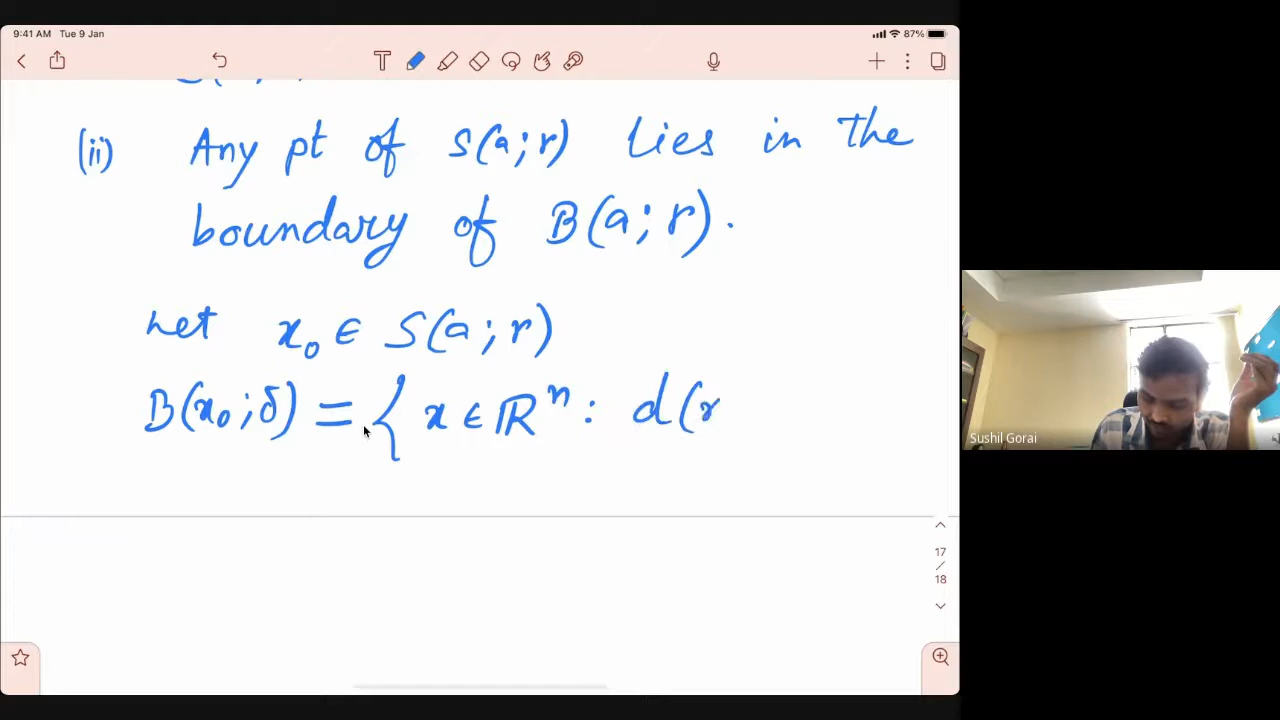 9:41 AM Tue 9 Jan
87%
T
(ii) Any pt of S(a;r) lies in the
boundary of B(a;r).
Let x₀ ∈ S(a;r)
B(x₀;δ) = { x ∈ ℝⁿ : d(x
Sushil Gorai
17
/
18